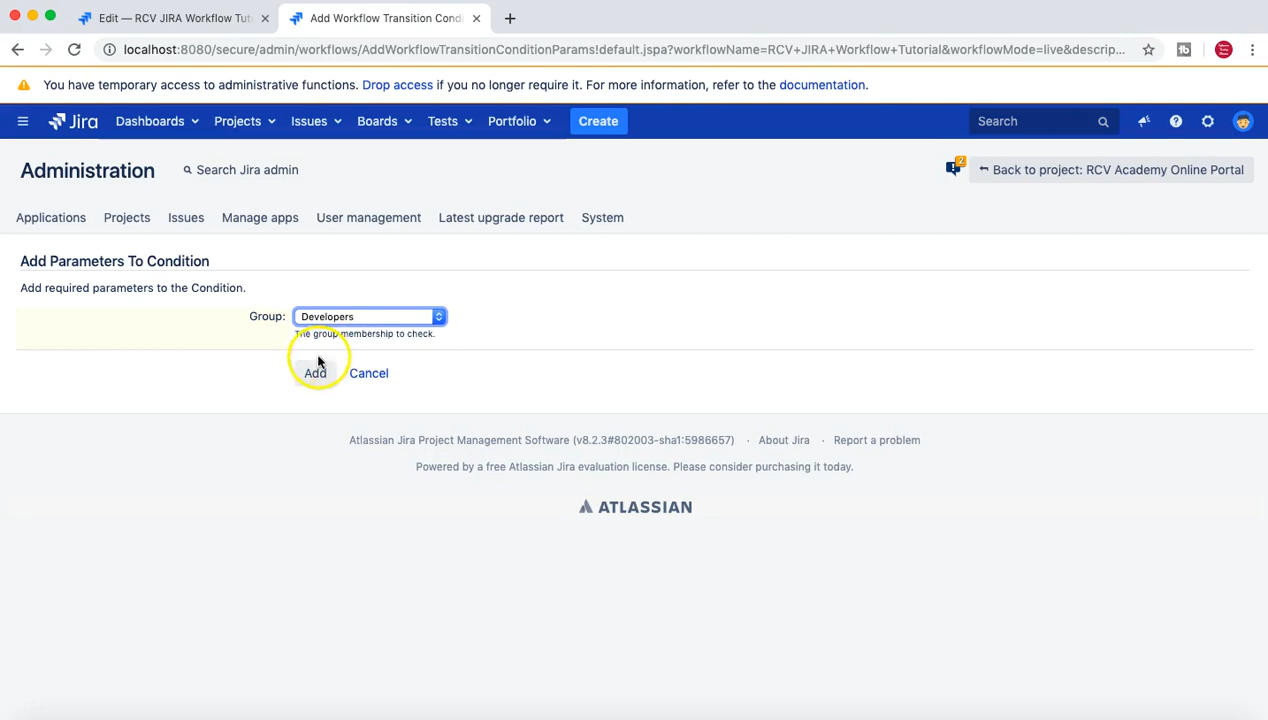 Edit — RCV JIRA Workflow Tut
Add Workflow Transition Condi
localhost:8080/secure/admin/workflows/AddWorkflowTransitionConditionParams!default.jspa?workflowName=RCV+JIRA+Workflow+Tutorial&workflowMode=live&descrip...
You have temporary access to administrative functions. Drop access if you no longer require it. For more information, refer to the documentation.
Jira Dashboards Projects Issues Boards Tests Portfolio Create Search
Administration Search Jira admin 2 Back to project: RCV Academy Online Portal
Applications Projects Issues Manage apps User management Latest upgrade report System
Add Parameters To Condition
Add required parameters to the Condition.
Group: Developers
The group membership to check.
Add Cancel
Atlassian Jira Project Management Software (v8.2.3#802003-sha1:5986657) · About Jira · Report a problem
Powered by a free Atlassian Jira evaluation license. Please consider purchasing it today.
ATLASSIAN